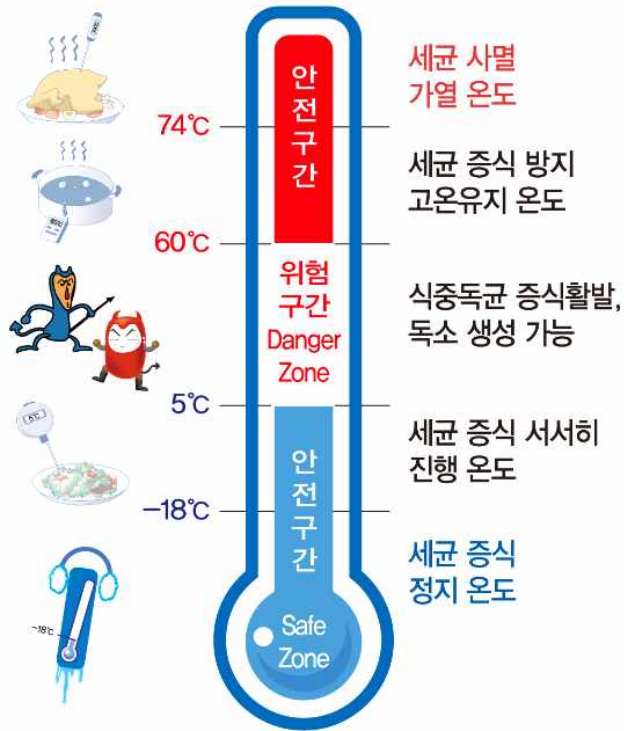 안전구간
세균 사멸
가열 온도
74℃
세균 증식 방지
고온유지 온도
60℃
위험
구간
Danger
Zone
식중독균 증식활발,
독소 생성 가능
5℃
5℃
세균 증식 서서히
진행 온도
안전구간
-18℃
세균 증식
정지 온도
-18℃
Safe
Zone